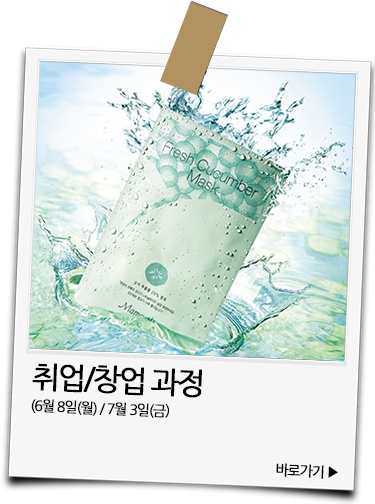 Fresh Cucumber
Mask
취업/창업 과정
(6월 8일(월) / 7월 3일(금)
바로가기 ▶